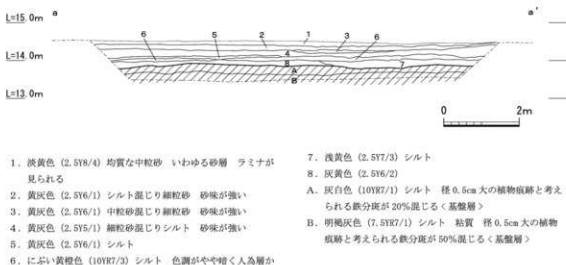 L=15.0m
a
a'
6
5
2
1
3
6
4
L=14.0m
8
7
A
B
L=13.0m
0
2m
1. 淡黄色 (2.5Y8/4) 均質な中粒砂 いわゆる砂層 ラミナが
見られる
2. 黄灰色 (2.5Y6/1) シルト混じり細粒砂 砂味が強い
3. 黄灰色 (2.5Y6/1) 中粒砂混じり細粒砂 砂味が強い
4. 黄灰色 (2.5Y5/1) 細粒砂混じりシルト 砂味が強い
5. 黄灰色 (2.5Y6/1) シルト
6. にぶい黄橙色 (10YR7/3) シルト 色調がやや暗く人為層か
7. 浅黄色 (2.5Y7/3) シルト
8. 灰黄色 (2.5Y6/2)
A. 灰白色 (10YR7/1) シルト 径 0.5cm 大の植物痕跡と考え
られる鉄分斑が 20%混じる<基盤層>
B. 明褐灰色 (7.5YR7/1) シルト 粘質 径 0.5cm 大の植物
痕跡と考えられる鉄分斑が 50%混じる<基盤層>